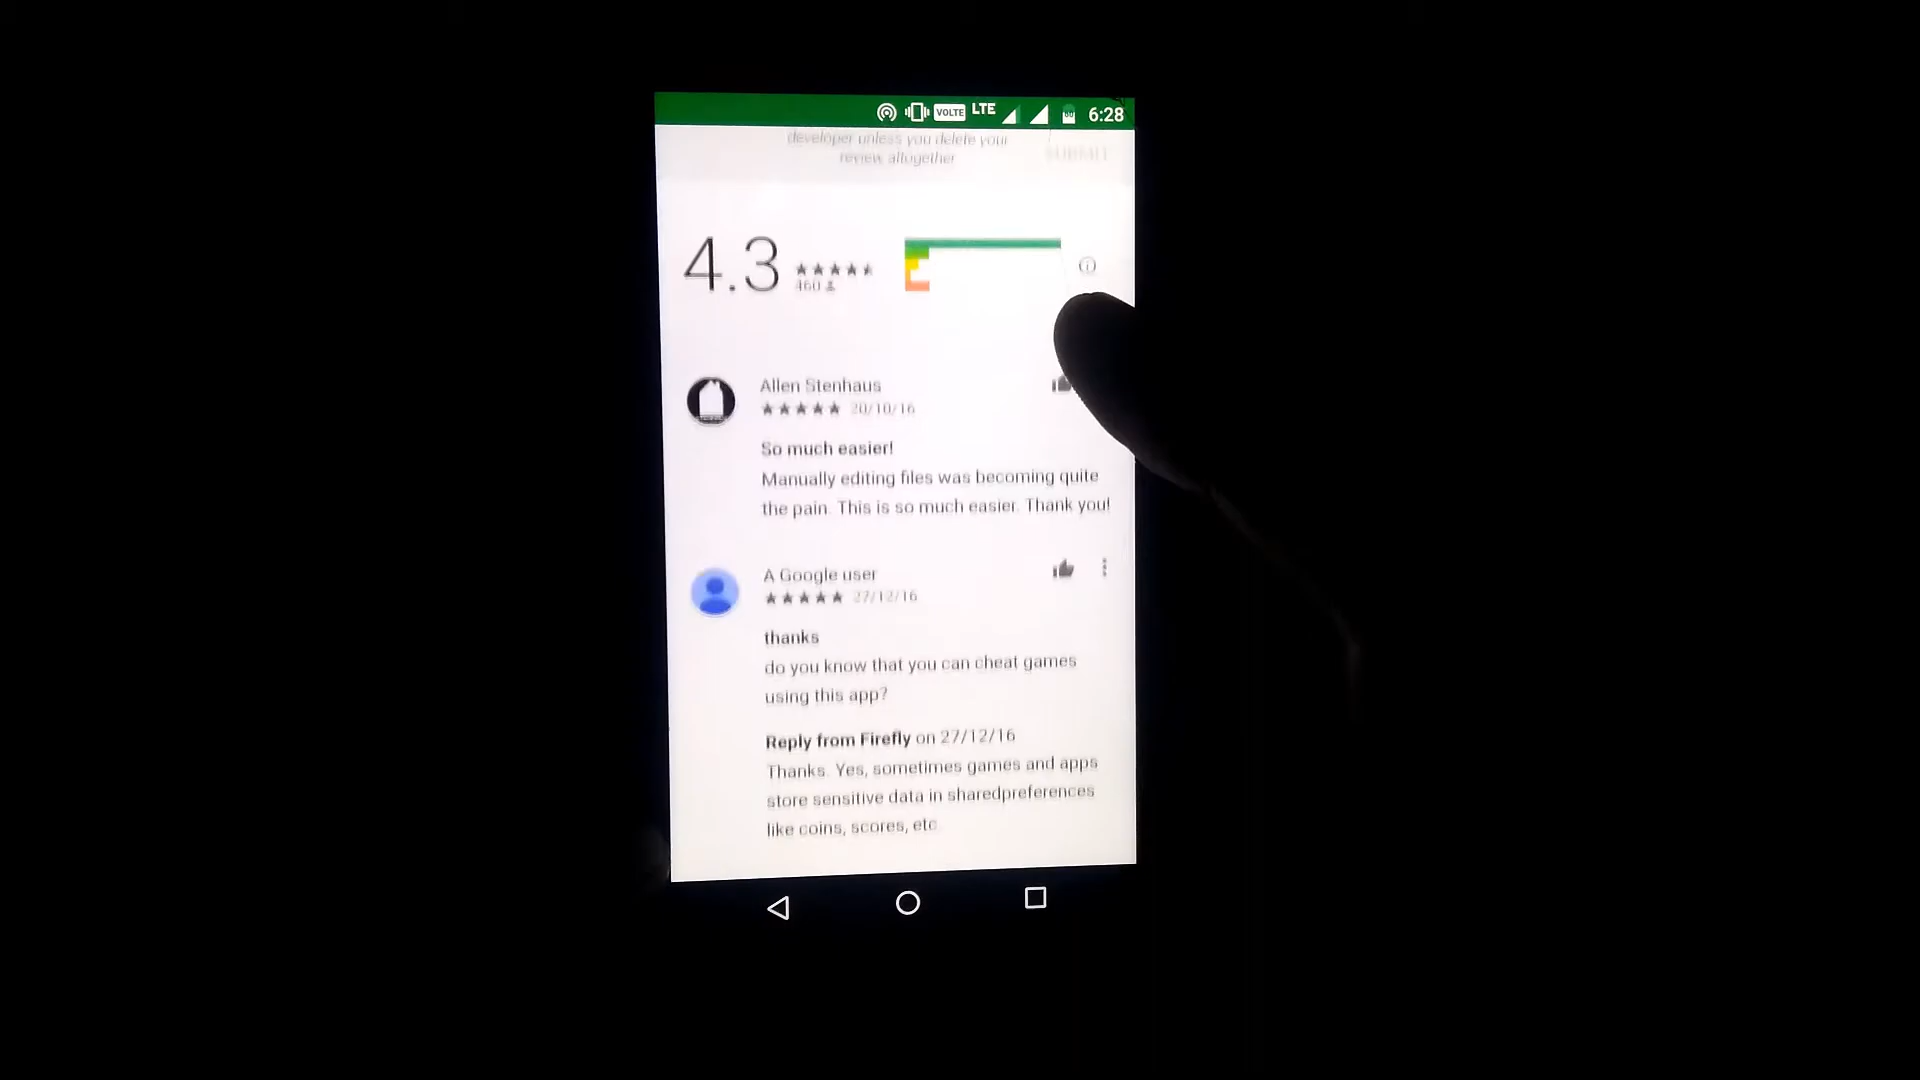 VOLTE LTE 6:28
developer unless you delete your
review altogether
SUBMIT
4.3
460
Allen Stenhaus
20/10/16
So much easier!
Manually editing files was becoming quite
the pain. This is so much easier. Thank you!
A Google user
27/12/16
thanks
do you know that you can cheat games
using this app?
Reply from Firefly on 27/12/16
Thanks. Yes, sometimes games and apps
store sensitive data in sharedpreferences
like coins, scores, etc